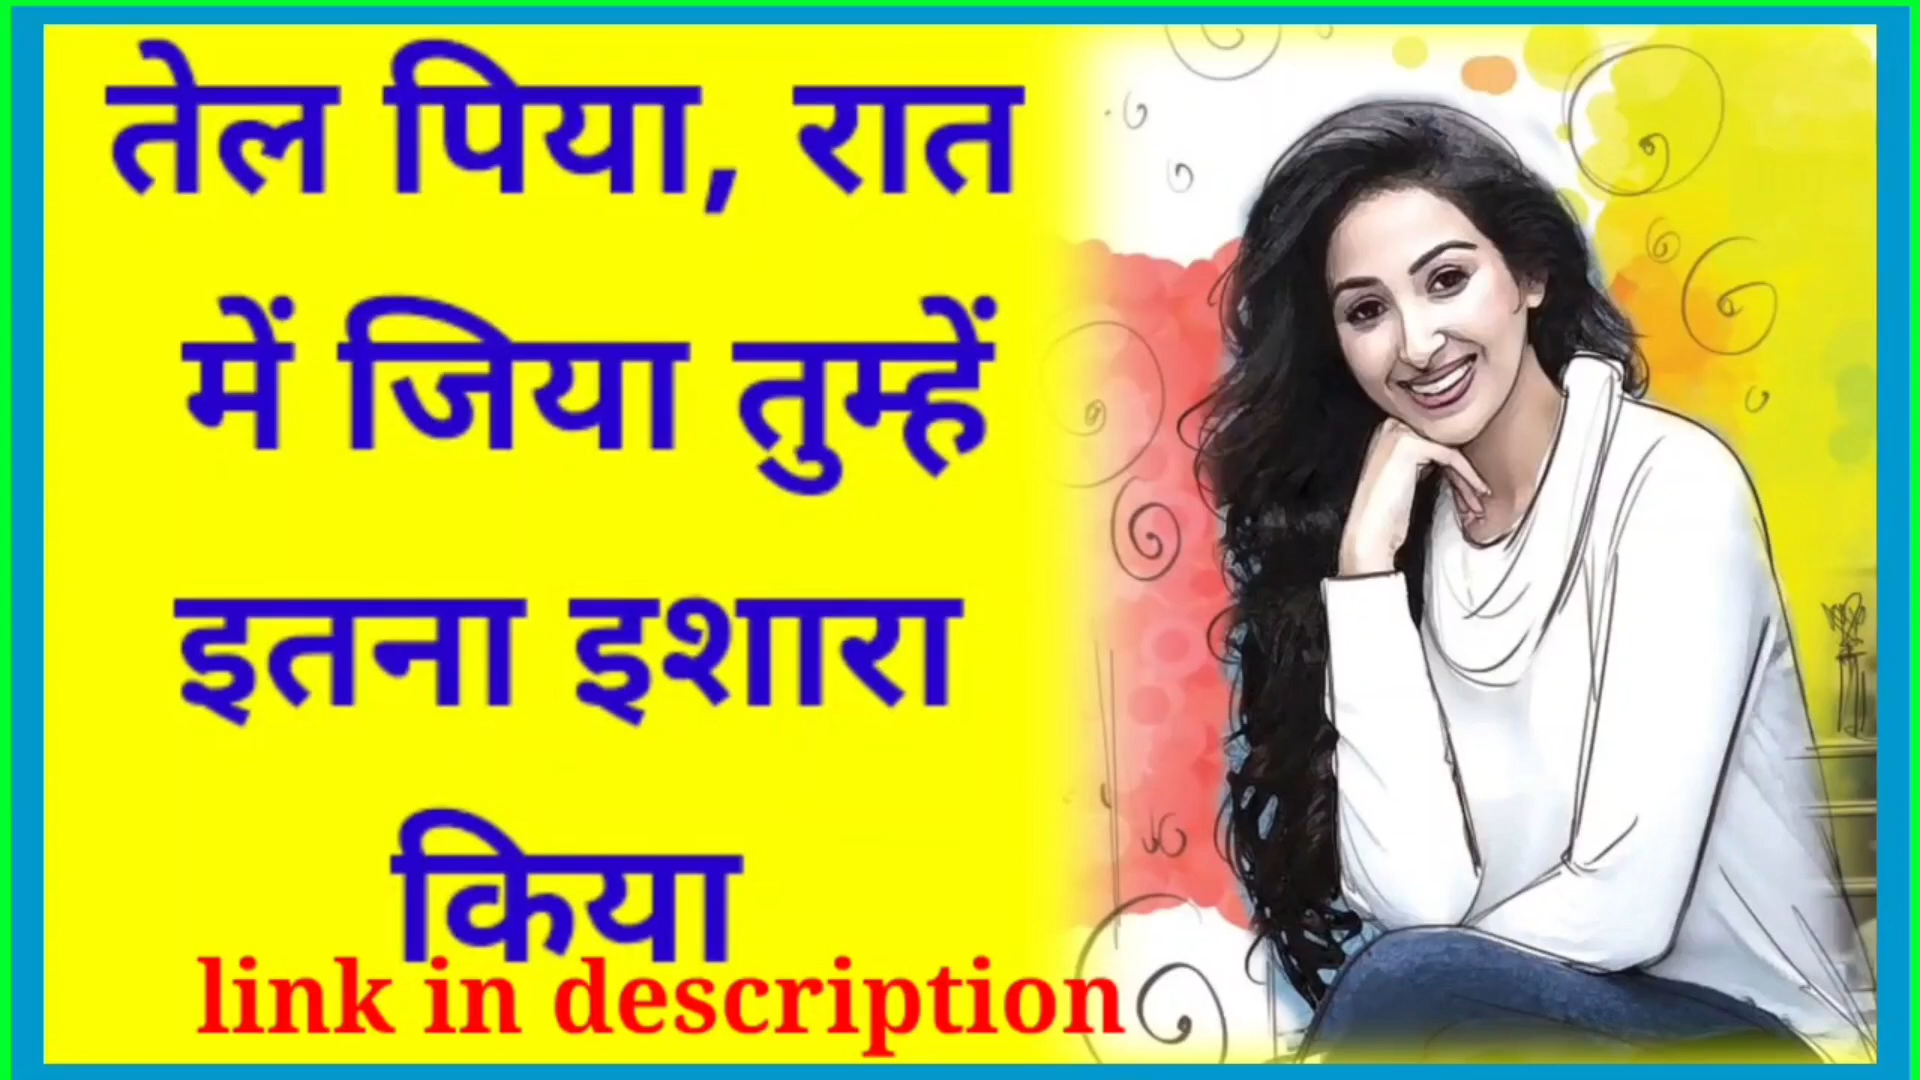 तेल पिया, रात
में जिया तुम्हें
इतना इशारा
किया
link in description